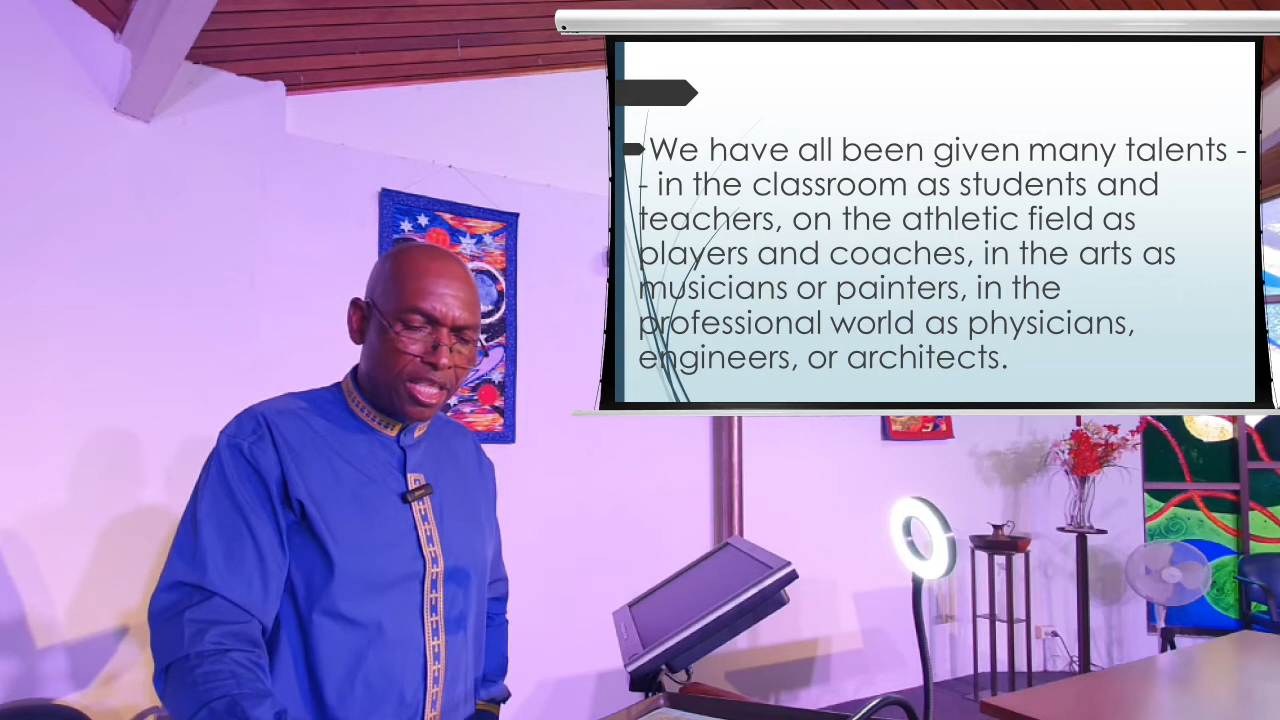 We have all been given many talents -
- in the classroom as students and
teachers, on the athletic field as
players and coaches, in the arts as
musicians or painters, in the
professional world as physicians,
engineers, or architects.